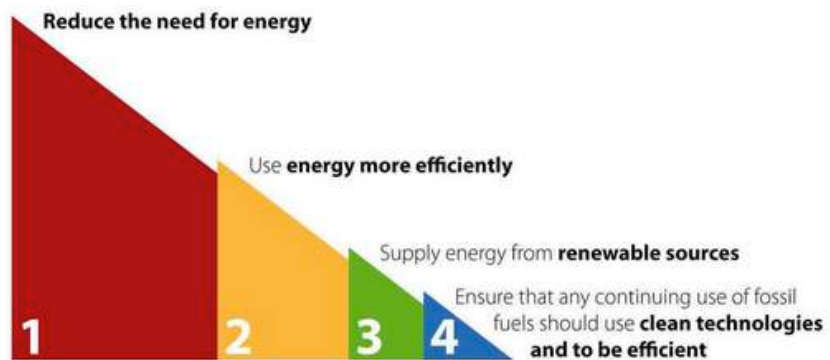 Reduce the need for energy
Use energy more efficiently
Supply energy from renewable sources
Ensure that any continuing use of fossil
fuels should use clean technologies
and to be efficient
1
2
3
4